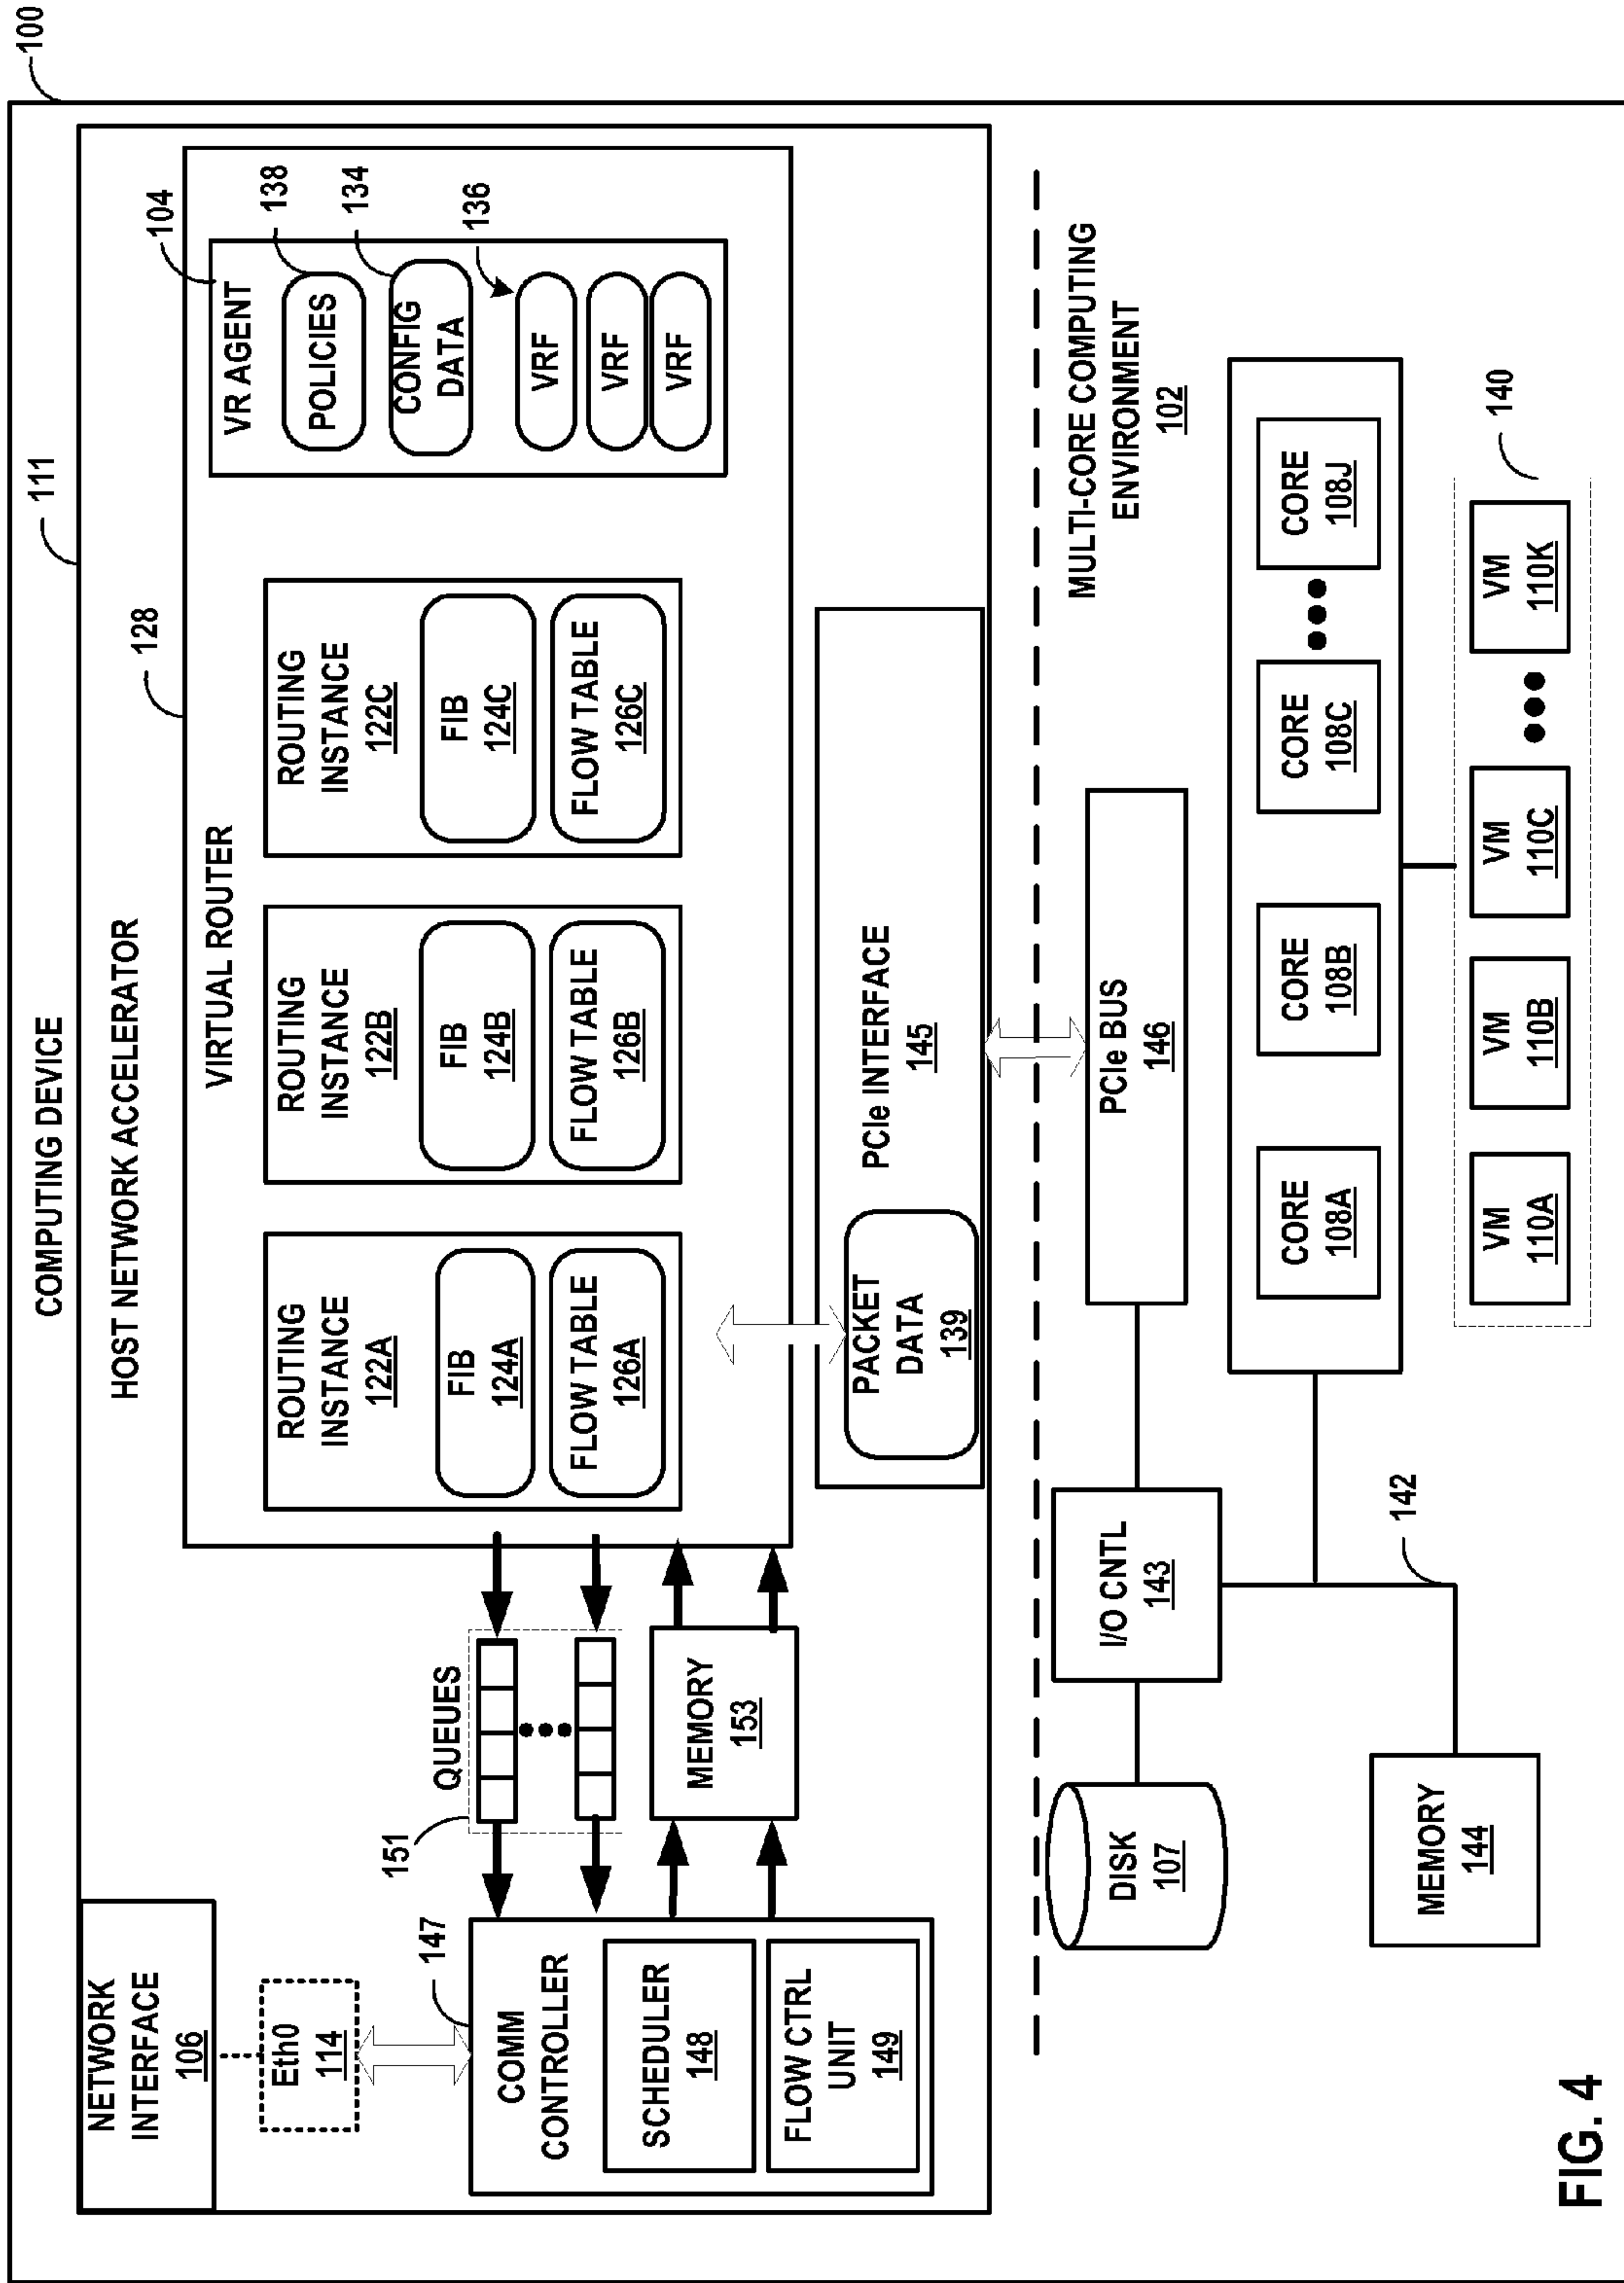 100
COMPUTING DEVICE
111
HOST NETWORK ACCELERATOR
NETWORK
INTERFACE
106
Eth0
114
147
COMM
CONTROLLER
SCHEDULER
148
FLOW CTRL
UNIT
149
151
QUEUES
MEMORY
153
128
VIRTUAL ROUTER
ROUTING
INSTANCE
122A
FIB
124A
FLOW TABLE
126A
ROUTING
INSTANCE
122B
FIB
124B
FLOW TABLE
126B
ROUTING
INSTANCE
122C
FIB
124C
FLOW TABLE
126C
104
VR AGENT
138
POLICIES
134
CONFIG
DATA
136
VRF
VRF
VRF
PACKET
DATA
139
PCIe INTERFACE
145
MULTI-CORE COMPUTING
ENVIRONMENT
102
DISK
107
I/O CNTL
143
PCIe BUS
146
MEMORY
144
142
CORE
108A
CORE
108B
CORE
108C
CORE
108J
140
VM
110A
VM
110B
VM
110C
VM
110K
FIG. 4